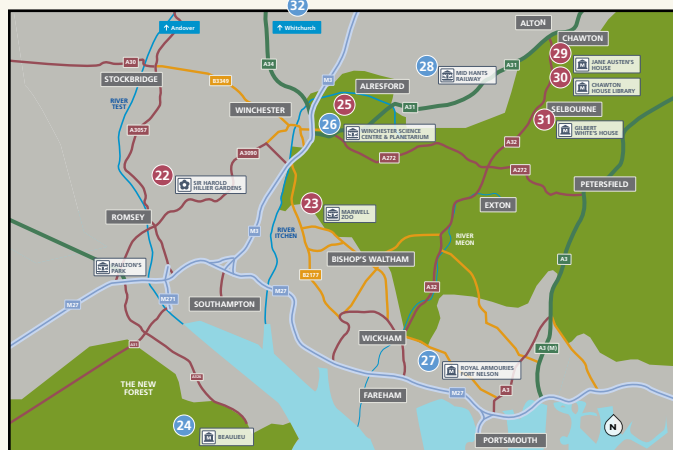 32
ALTON
↑ Andover
↑ Whitchurch
CHAWTON
29
A30
A34
28
MID HANTS
RAILWAY
A31
JANE AUSTEN'S
HOUSE
STOCKBRIDGE
B3349
M3
ALRESFORD
30
CHAWTON
HOUSE LIBRARY
RIVER
TEST
WINCHESTER
25
A31
SELBOURNE
26
WINCHESTER SCIENCE
CENTRE & PLANETARIUM
31
GILBERT
WHITE'S HOUSE
A3057
A32
A3090
A272
A272
22
SIR HAROLD
HILLIER GARDENS
PETERSFIELD
23
MARWELL
ZOO
EXTON
ROMSEY
M3
RIVER
ITCHEN
RIVER
MEON
PAULTON'S
PARK
BISHOP'S WALTHAM
A3
B2177
M27
A32
M271
M27
SOUTHAMPTON
WICKHAM
A3 (M)
27
ROYAL ARMOURIES
FORT NELSON
THE NEW
FOREST
FAREHAM
M27
A3
24
BEAULIEU
N
PORTSMOUTH